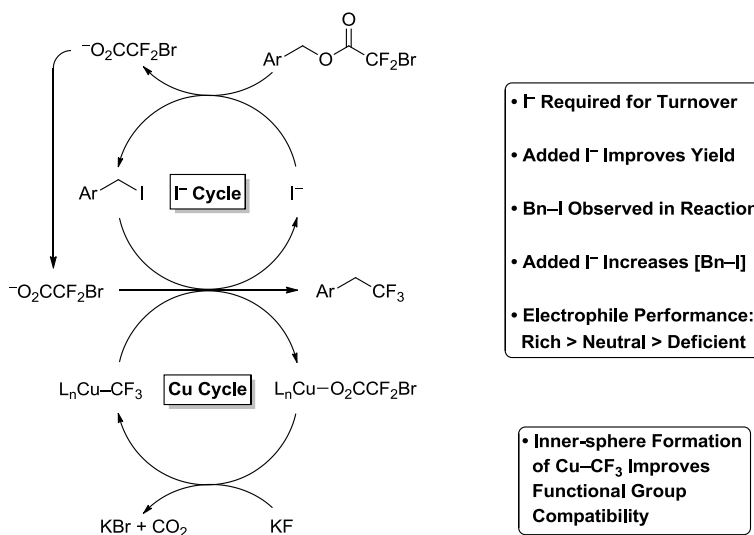 ⁻O₂CCF₂Br
O
Ar
O
CF₂Br
Ar
I
I⁻ Cycle
I⁻
⁻O₂CCF₂Br
Ar
CF₃
LₙCu–CF₃
Cu Cycle
LₙCu–O₂CCF₂Br
KBr + CO₂
KF
• I⁻ Required for Turnover
• Added I⁻ Improves Yield
• Bn–I Observed in Reaction
• Added I⁻ Increases [Bn–I]
• Electrophile Performance:
Rich > Neutral > Deficient
• Inner-sphere Formation
of Cu–CF₃ Improves
Functional Group
Compatibility